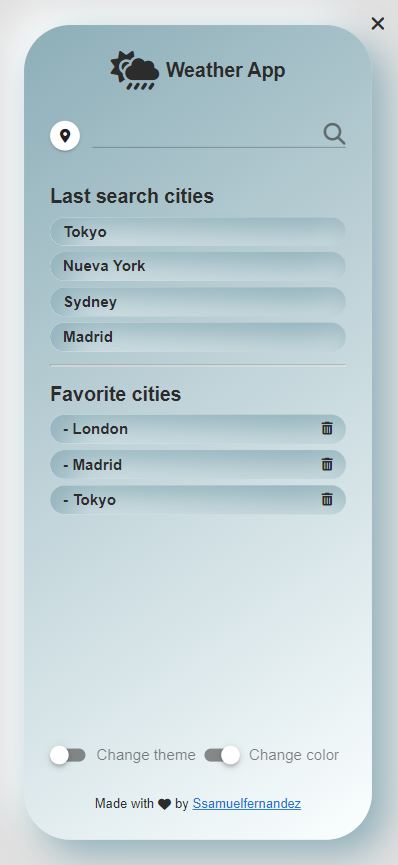 Weather App
Last search cities
Tokyo
Nueva York
Sydney
Madrid
Favorite cities
- London
- Madrid
- Tokyo
Change theme Change color
Made with ♥ by Ssamuelfernandez